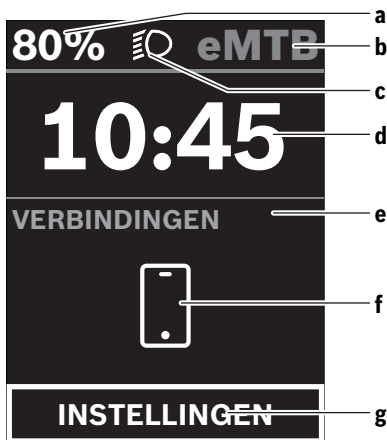 80% eMTB
10:45
VERBINDINGEN
INSTELLINGEN
a
b
c
d
e
f
g